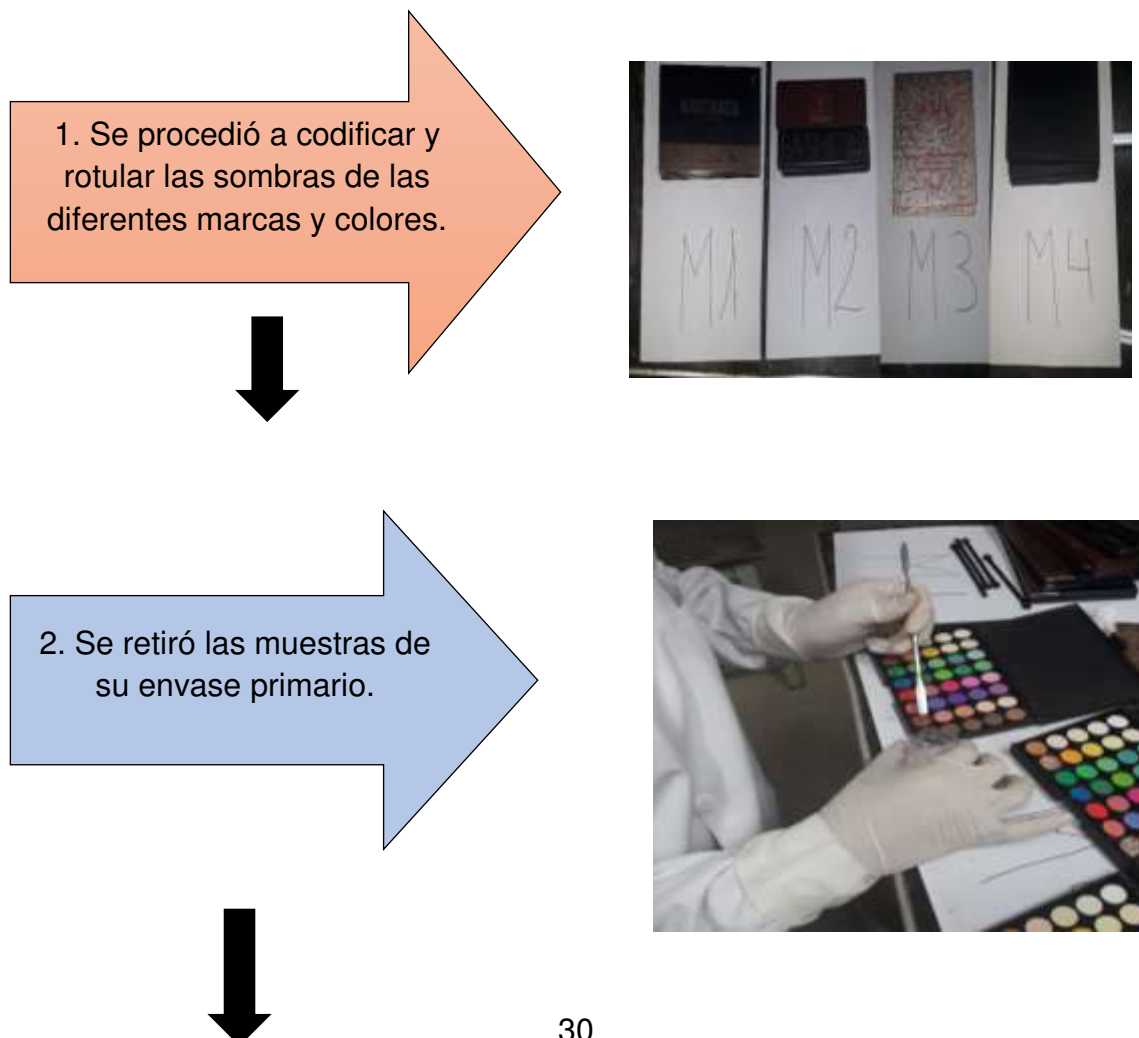 1. Se procedió a codificar y
rotular las sombras de las
diferentes marcas y colores.
M1
M2
M3
M4
2. Se retiró las muestras de
su envase primario.
30